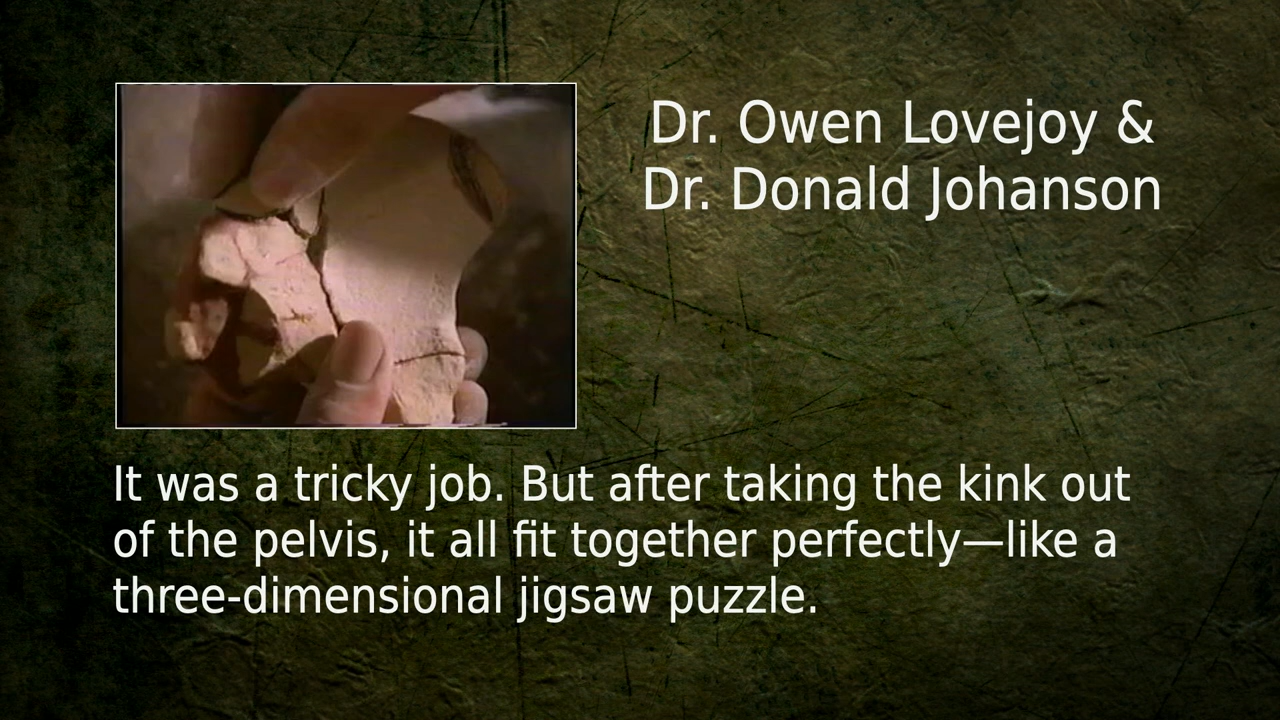 Dr. Owen Lovejoy &
Dr. Donald Johanson
It was a tricky job. But after taking the kink out
of the pelvis, it all fit together perfectly—like a
three-dimensional jigsaw puzzle.